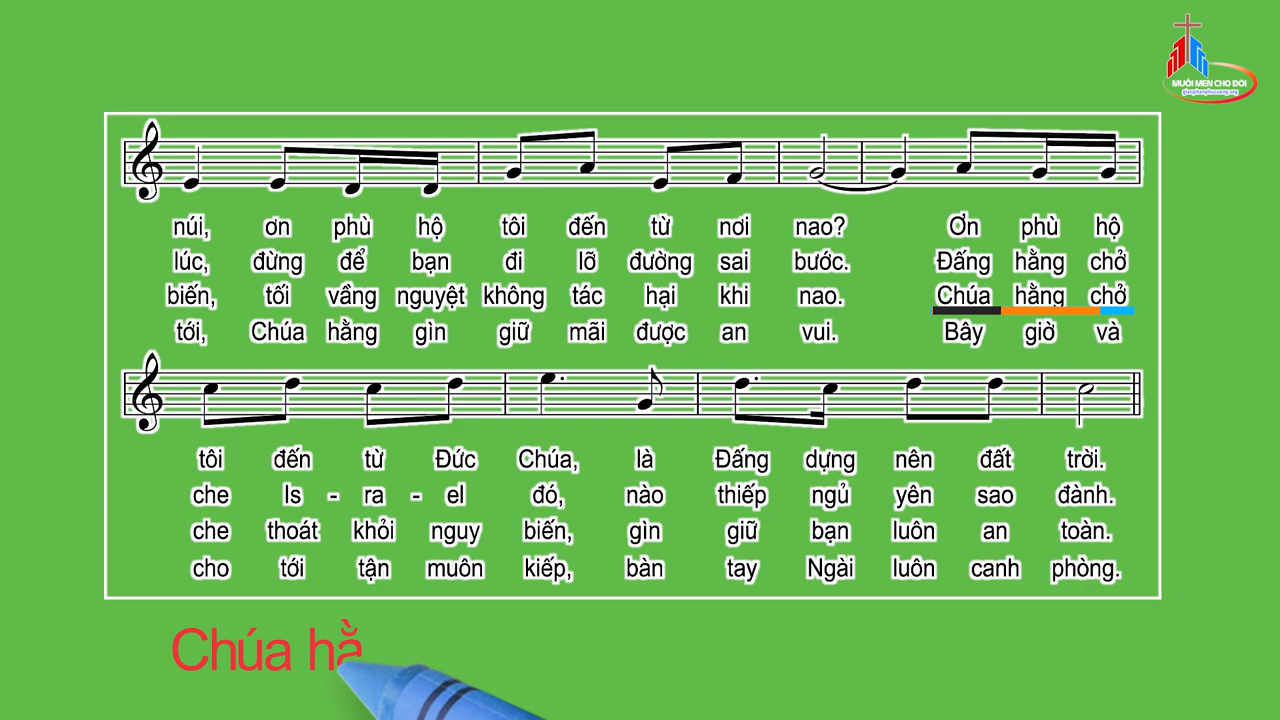 MUỐI MEN CHO ĐỜI
giaophanphucuong.org
núi, ơn phù hộ tôi đến từ nơi nao? Ơn phù hộ
lúc, đừng để bạn đi lỡ đường sai bước. Đấng hằng chở
biến, tối vầng nguyệt không tác hại khi nao. Chúa hằng chở
tới, Chúa hằng gìn giữ mãi được an vui. Bây giờ và
tôi đến từ Đức Chúa, là Đấng dựng nên đất trời.
che Is - ra - el đó, nào thiếp ngủ yên sao đành.
che thoát khỏi nguy biến, gìn giữ bạn luôn an toàn.
cho tới tận muôn kiếp, bàn tay Ngài luôn canh phòng.
Chúa hằ